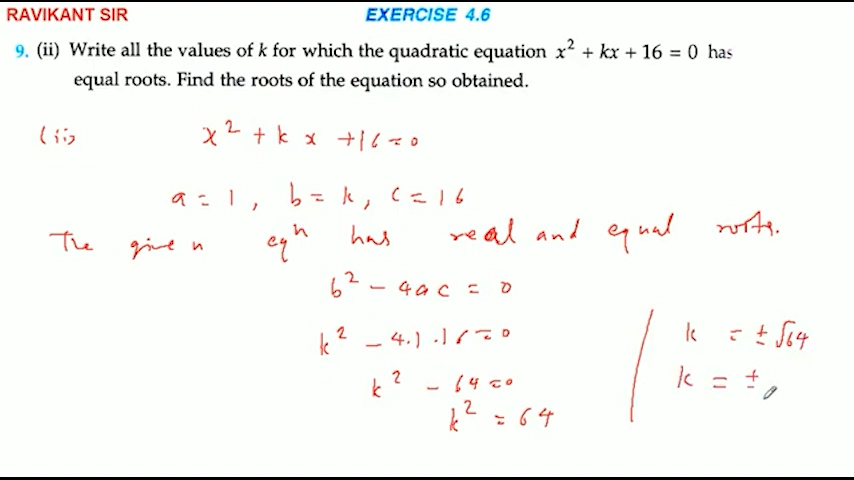 RAVIKANT SIR
EXERCISE 4.6
9. (ii) Write all the values of k for which the quadratic equation x² + kx + 16 = 0 has
equal roots. Find the roots of the equation so obtained.
(ii) x² + k x + 16 = 0
a = 1, b = k, c = 16
The given eqⁿ has real and equal roots.
b² - 4ac = 0
k² - 4.1.16 = 0
k² - 64 = 0
k² = 64
k = ± √64
k = ±